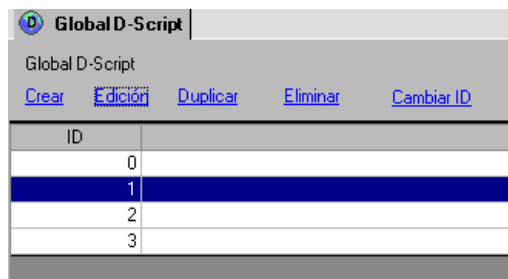 Global D-Script
Global D-Script
Crear Edición Duplicar Eliminar Cambiar ID
ID
0
1
2
3